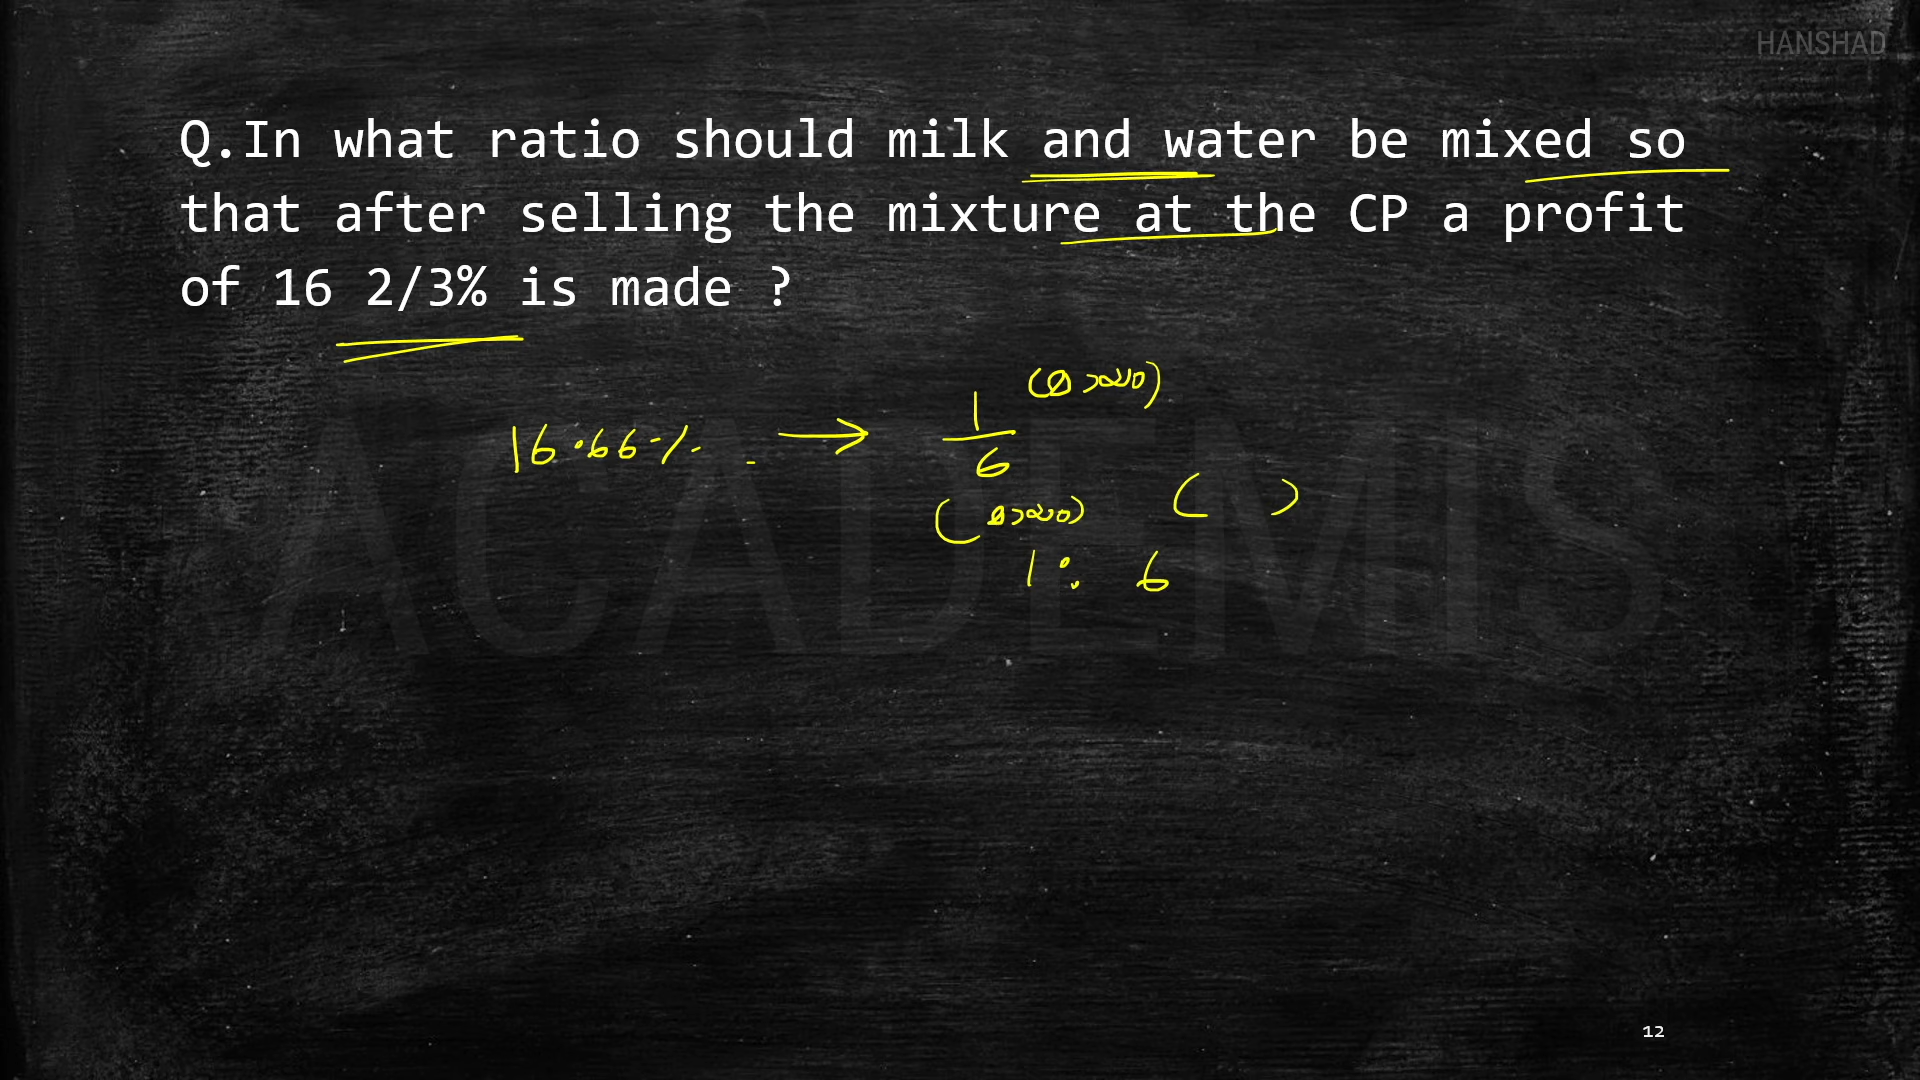 HANSHAD
Q.In what ratio should milk and water be mixed so
that after selling the mixture at the CP a profit
of 16 2/3% is made ?
16.66% → 1/6 (ലാഭം)
(ലാഭം) ( )
1 : 6
ACADEMIS
12